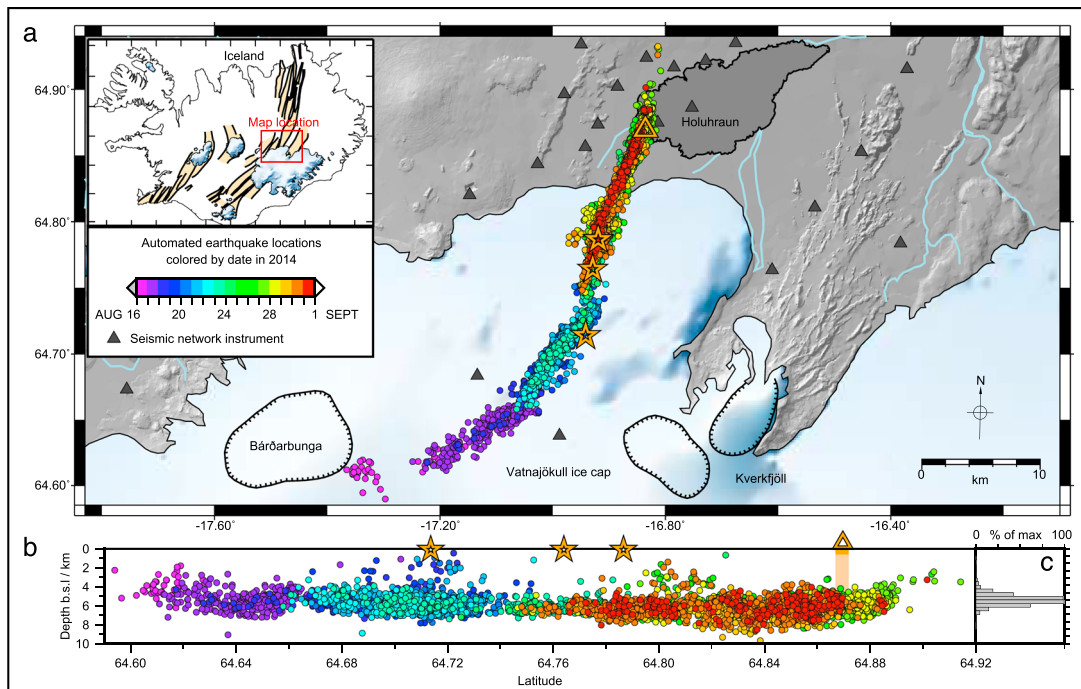 a
Iceland
Map location
Automated earthquake locations
colored by date in 2014
AUG 16 20 24 28 1 SEPT
Seismic network instrument
64.90°
64.80°
64.70°
64.60°
Holuhraun
Bárðarbunga
Vatnajökull ice cap
Kverkfjöll
N
0 10
km
-17.60° -17.20° -16.80° -16.40°
b
Depth b.s.l / km
0
2
4
6
8
10
64.60 64.64 64.68 64.72 64.76 64.80 64.84 64.88 64.92
Latitude
0 % of max 100
c